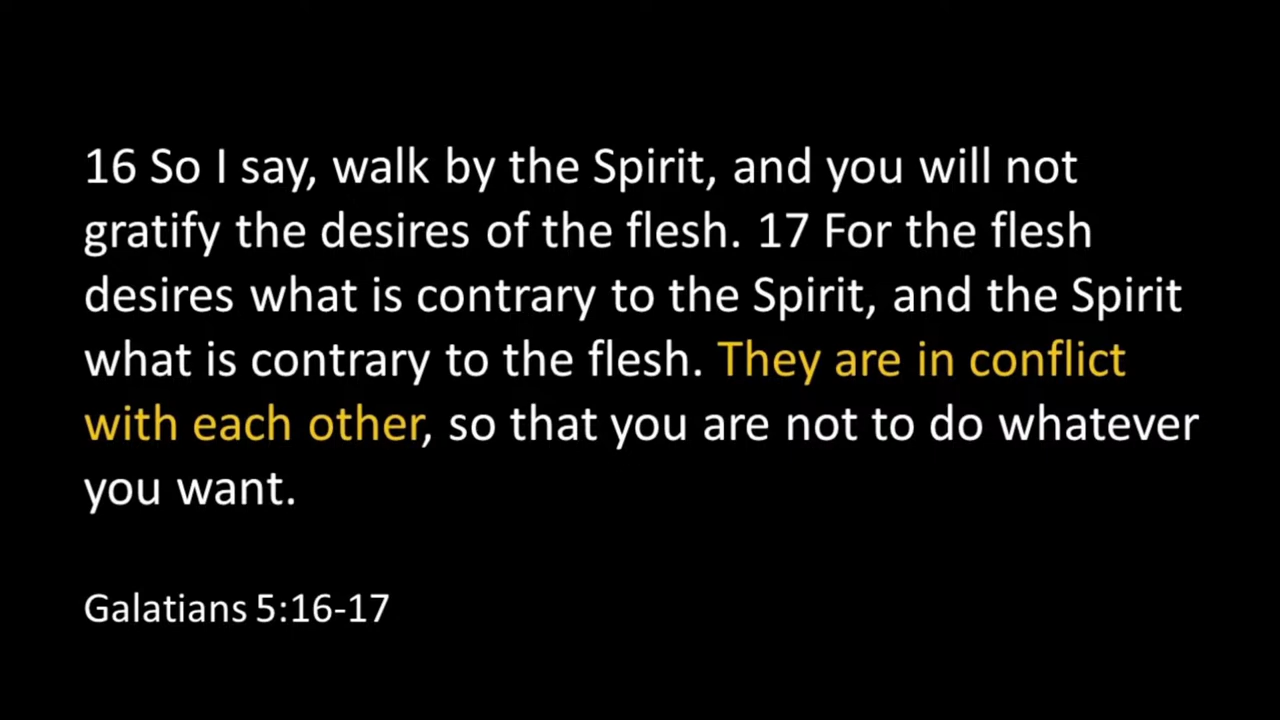 16 So I say, walk by the Spirit, and you will not
gratify the desires of the flesh. 17 For the flesh
desires what is contrary to the Spirit, and the Spirit
what is contrary to the flesh. They are in conflict
with each other, so that you are not to do whatever
you want.
Galatians 5:16-17